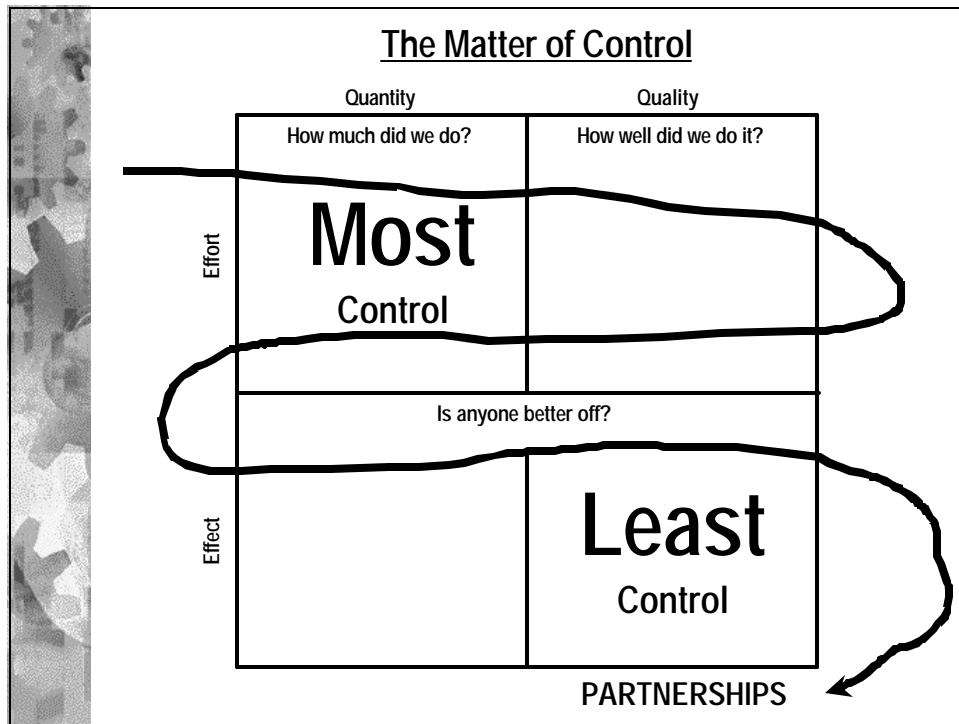 The Matter of Control
Quantity
Quality
How much did we do?
How well did we do it?
Effort
Most
Control
Is anyone better off?
Effect
Least
Control
PARTNERSHIPS